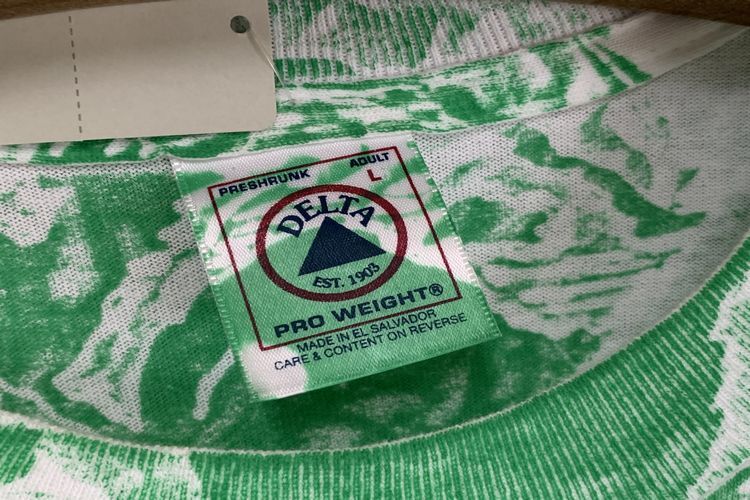 PRESHRUNK ADULT
L
DELTA
EST. 1903
PRO WEIGHT®
MADE IN EL SALVADOR
CARE & CONTENT ON REVERSE